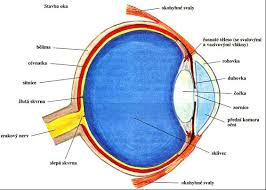 Stavba oka
okohybné svaly
řasnaté těleso (se svalovými
a vazivovými vlákny)
bělima
cévnatka
sítnice
žlutá skvrna
zrakový nerv
slepá skvrna
rohovka
duhovka
čočka
zornice
přední komora
oční
sklivec
okohybné svaly